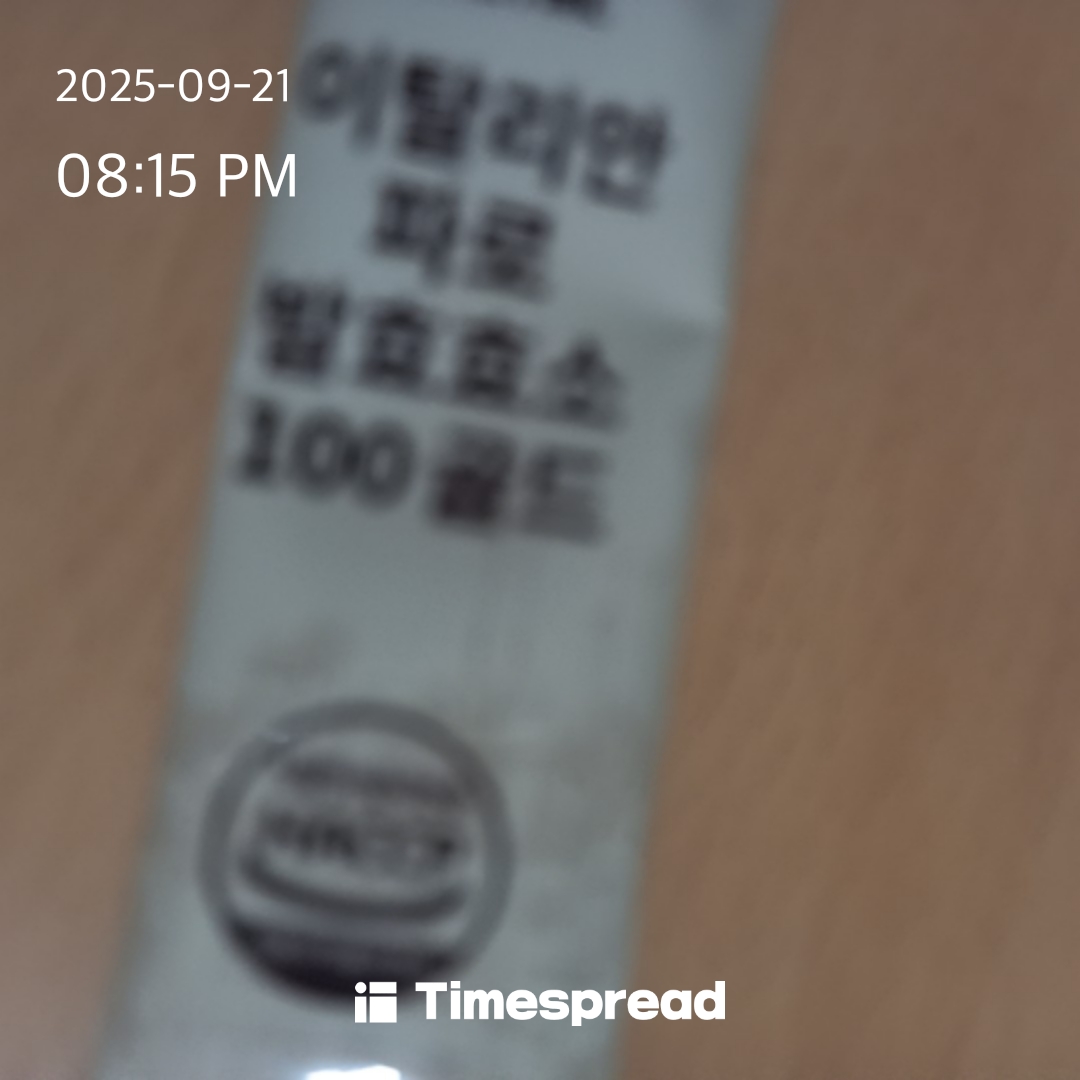 2025-09-21
08:15 PM
이탈리안
파로
발효효소
100 골드
HACCP
Timespread